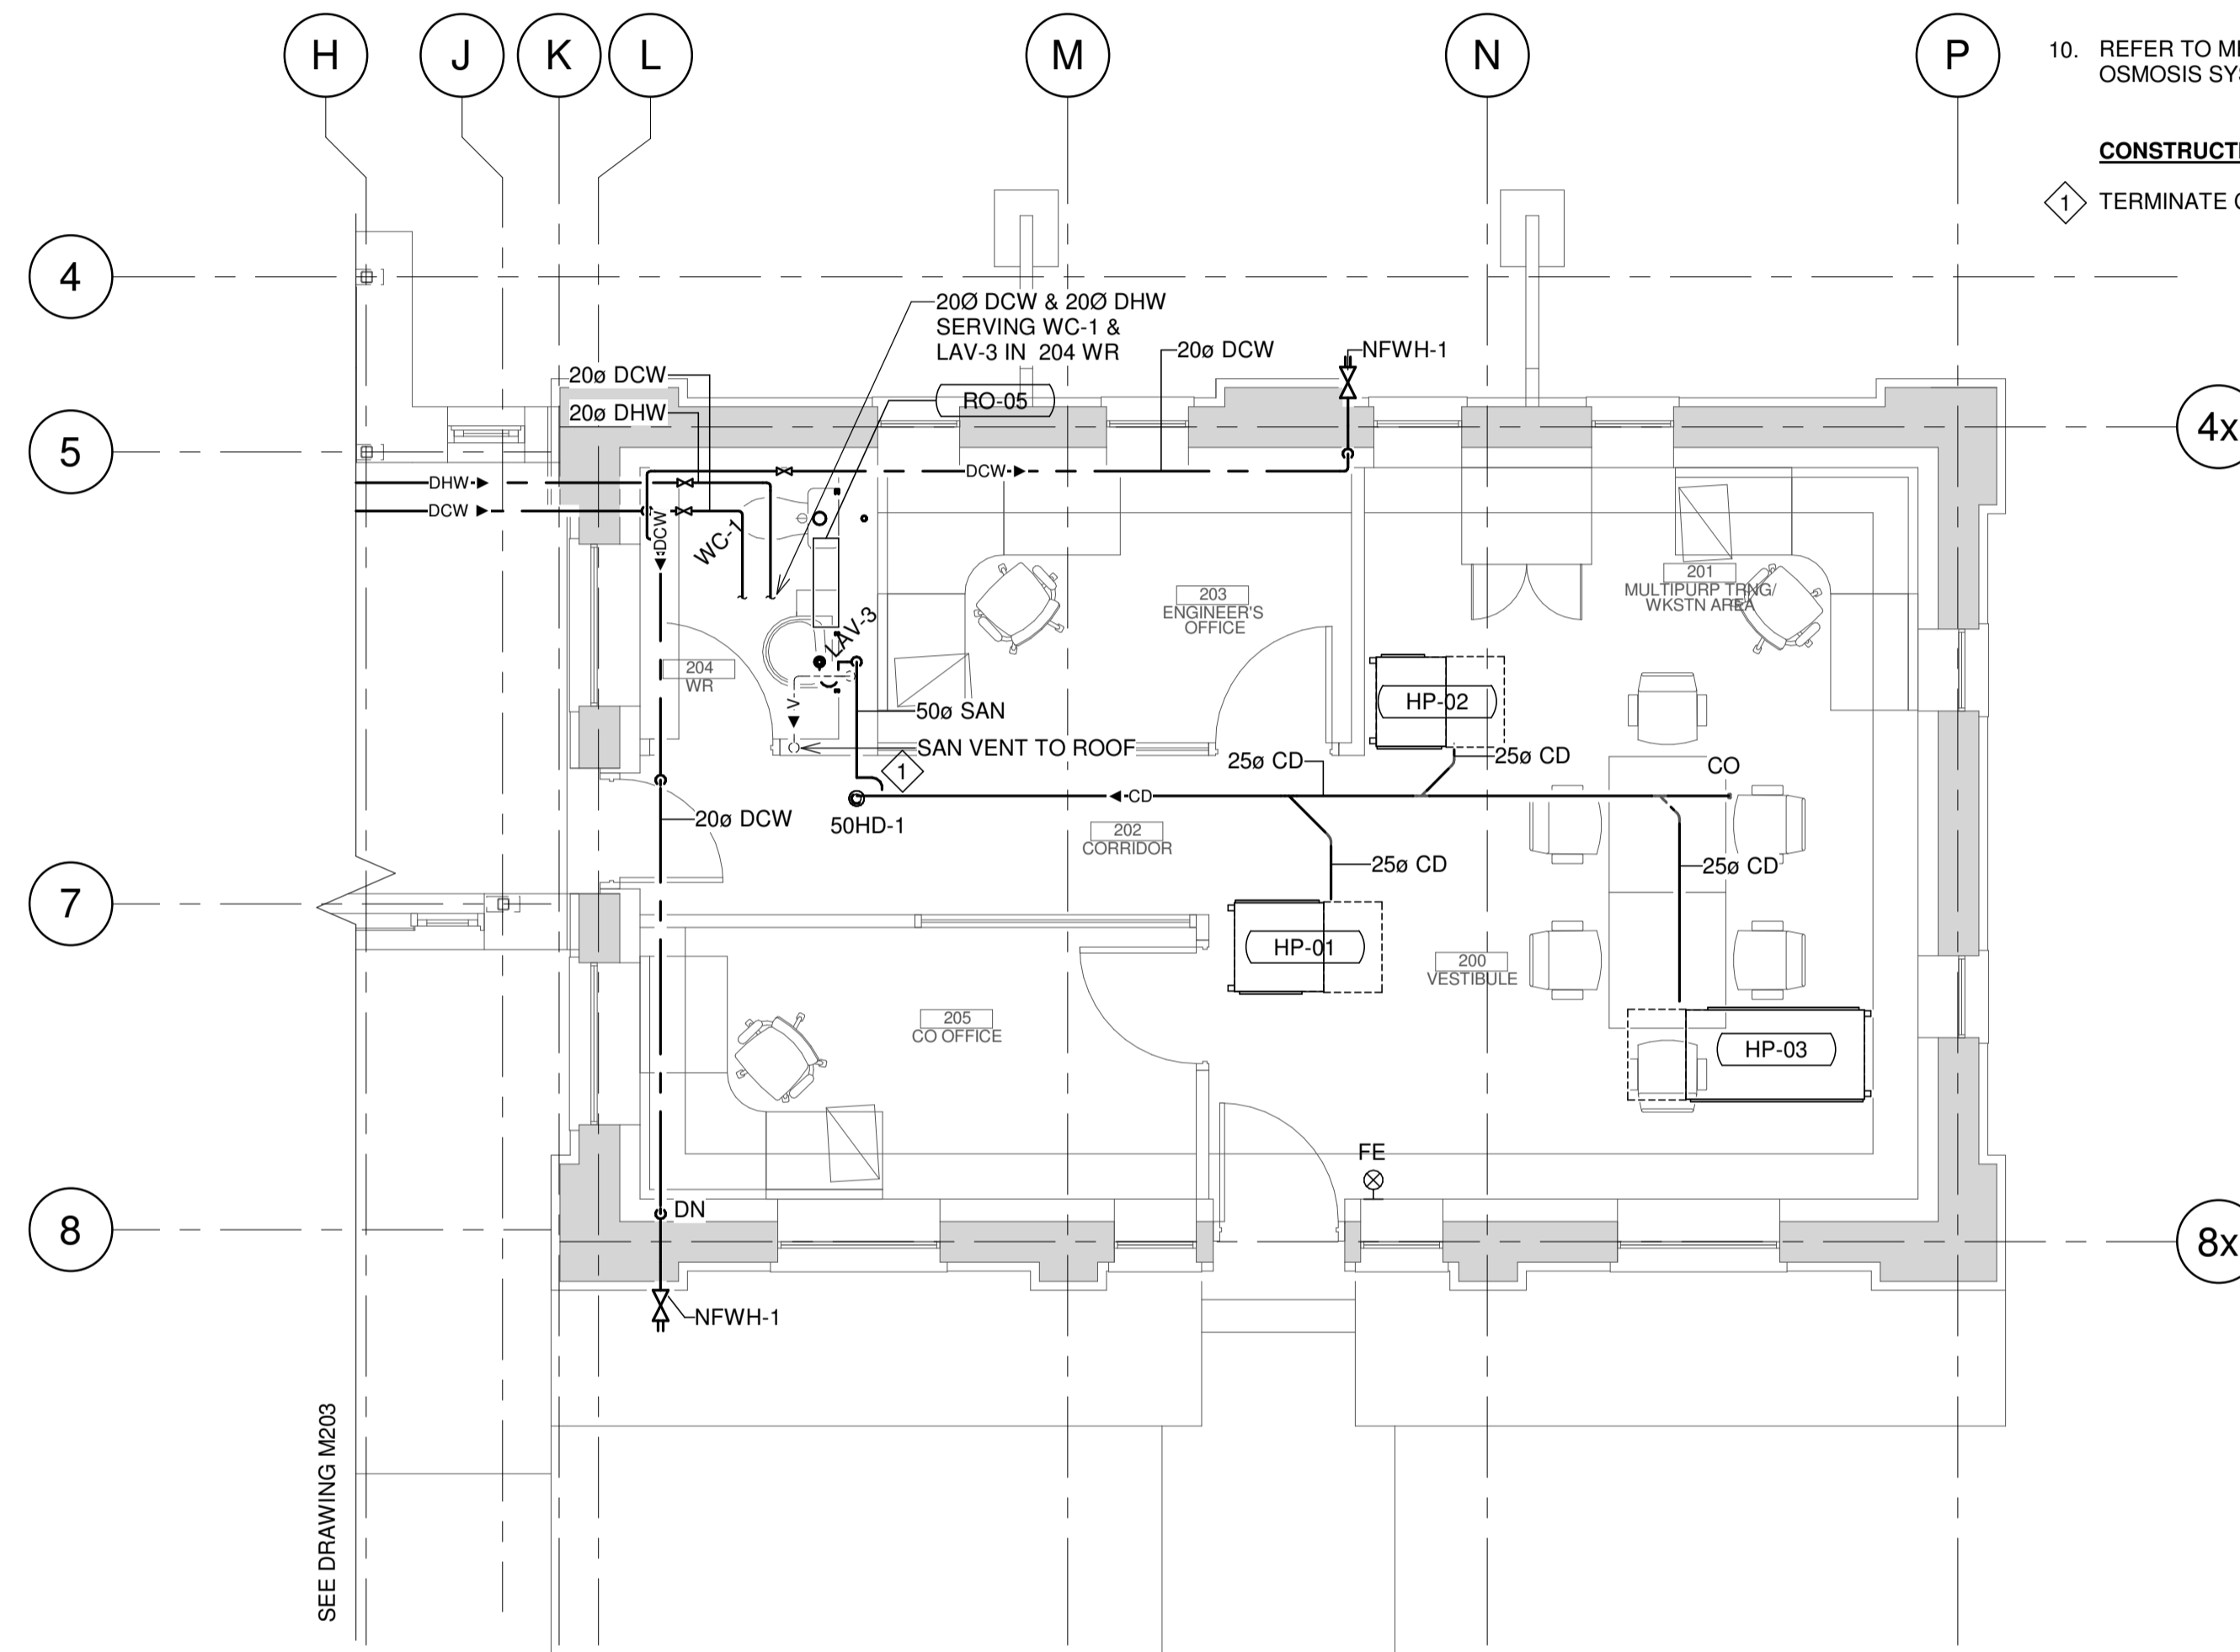 H
J
K
L
M
N
P
10. REFER TO
OSMOSIS
CONSTRUCT
1 TERMINATE
4
20Ø DCW & 20Ø DHW
SERVING WC-1 &
LAV-3 IN 204 WR
20ø DCW
NFWH-1
20ø DCW
RO-05
20ø DHW
4x
5
DCW
DHW
DCW
DCW
WC-1
201
MULTIPURP TRNG/
WKSTN AREA
203
ENGINEER'S
OFFICE
LAV-3
204
WR
HP-02
V
50ø SAN
SAN VENT TO ROOF
1
25ø CD
25ø CD
CO
CD
20ø DCW
50HD-1
202
CORRIDOR
25ø CD
25ø CD
7
HP-01
200
VESTIBULE
205
CO OFFICE
HP-03
FE
DN
8
8x
NFWH-1
SEE DRAWING M203